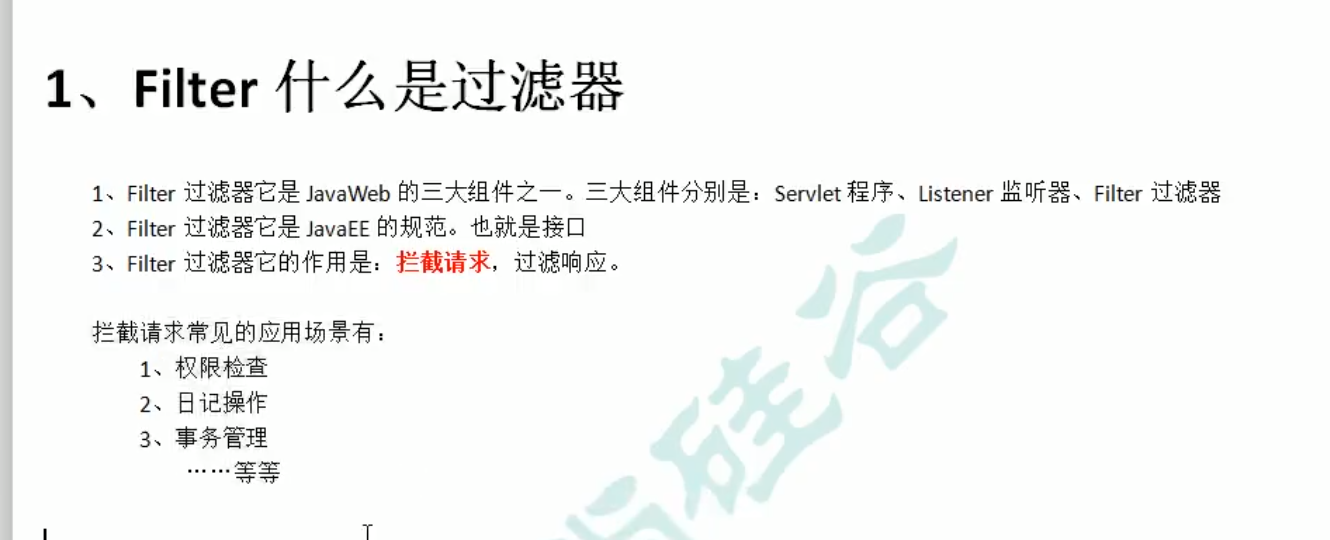 1、Filter 什么是过滤器
1、Filter 过滤器它是 JavaWeb 的三大组件之一。三大组件分别是：Servlet 程序、Listener 监听器、Filter 过滤器
2、Filter 过滤器它是 JavaEE 的规范。也就是接口
3、Filter 过滤器它的作用是：拦截请求，过滤响应。
拦截请求常见的应用场景有：
1、权限检查
2、日记操作
3、事务管理
……等等
尚硅谷